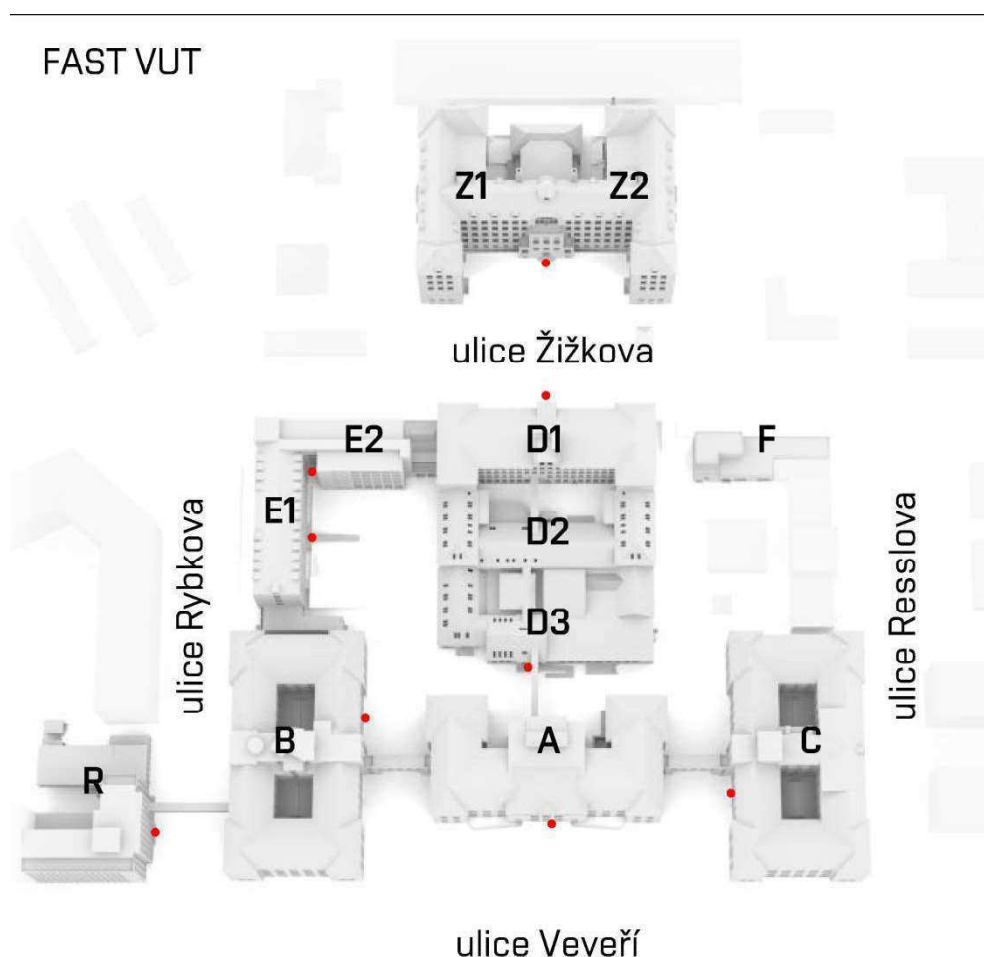 FAST VUT
Z1
Z2
ulice Žižkova
E2
D1
F
E1
D2
ulice Rybkova
D3
ulice Resslova
B
A
C
R
ulice Veveří